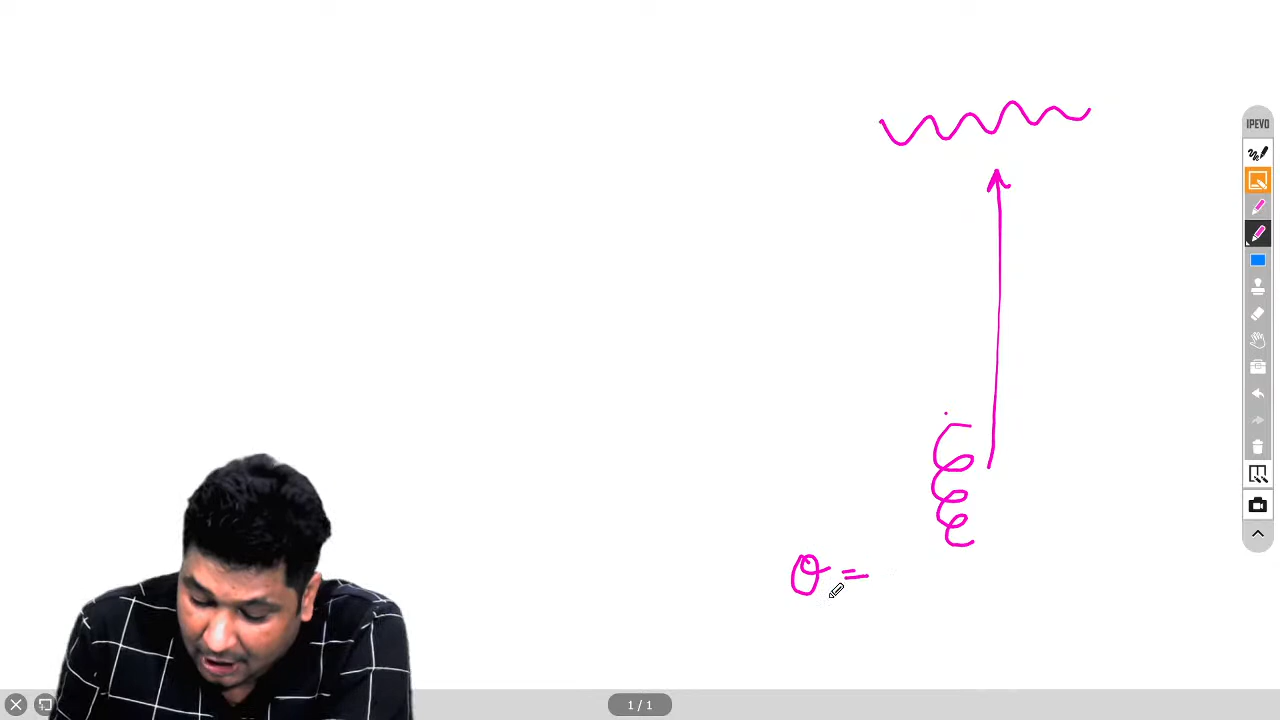 IPEVO
θ =
1 / 1